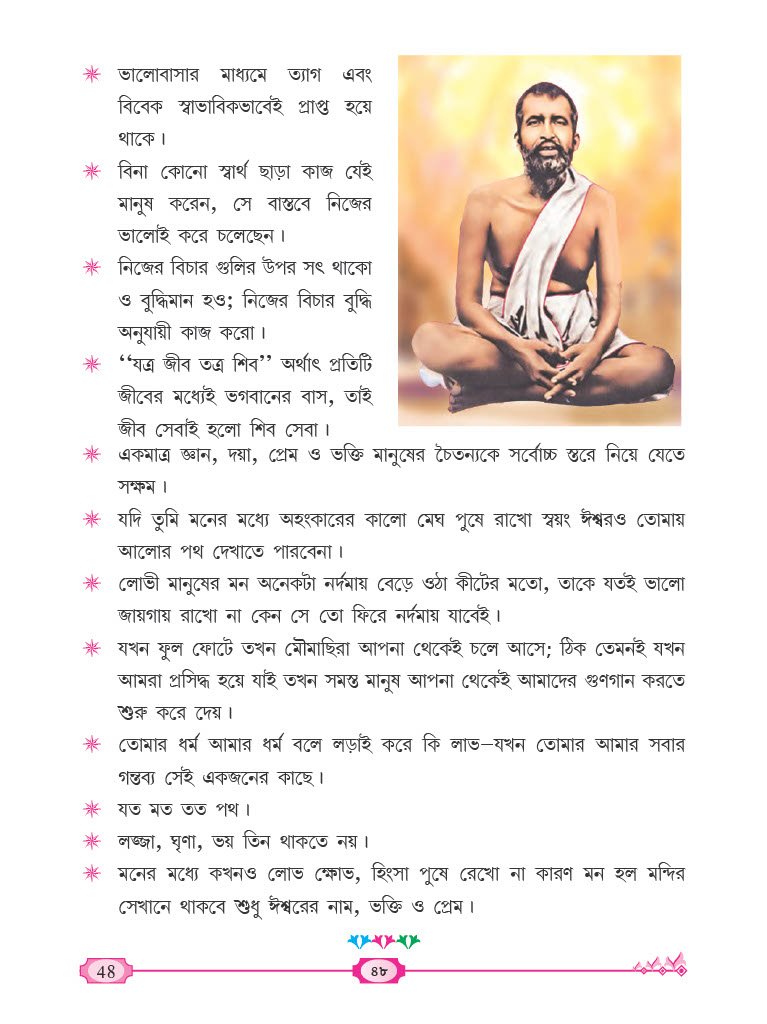 ভালোবাসার মাধ্যমে ত্যাগ এবং
বিবেক স্বাভাবিকভাবেই প্রাপ্ত হয়ে
থাকে।
বিনা কোনো স্বার্থ ছাড়া কাজ যেই
মানুষ করেন, সে বাস্তবে নিজের
ভালোই করে চলেছেন।
নিজের বিচার গুলির উপর সৎ থাকো
ও বুদ্ধিমান হও; নিজের বিচার বুদ্ধি
অনুযায়ী কাজ করো।
“যত্র জীব তত্র শিব” অর্থাৎ প্রতিটি
জীবের মধ্যেই ভগবানের বাস, তাই
জীব সেবাই হলো শিব সেবা।
একমাত্র জ্ঞান, দয়া, প্রেম ও ভক্তি মানুষের চৈতন্যকে সর্বোচ্চ স্তরে নিয়ে যেতে
সক্ষম।
যদি তুমি মনের মধ্যে অহংকারের কালো মেঘ পুষে রাখো স্বয়ং ঈশ্বরও তোমায়
আলোর পথ দেখাতে পারবেনা।
লোভী মানুষের মন অনেকটা নর্দমায় বেড়ে ওঠা কীটের মতো, তাকে যতই ভালো
জায়গায় রাখো না কেন সে তো ফিরে নর্দমায় যাবেই।
যখন ফুল ফোটে তখন মৌমাছিরা আপনা থেকেই চলে আসে; ঠিক তেমনই যখন
আমরা প্রসিদ্ধ হয়ে যাই তখন সমস্ত মানুষ আপনা থেকেই আমাদের গুণগান করতে
শুরু করে দেয়।
তোমার ধর্ম আমার ধর্ম বলে লড়াই করে কি লাভ–যখন তোমার আমার সবার
গন্তব্য সেই একজনের কাছে।
যত মত তত পথ।
লজ্জা, ঘৃণা, ভয় তিন থাকতে নয়।
মনের মধ্যে কখনও লোভ ক্ষোভ, হিংসা পুষে রেখো না কারণ মন হল মন্দির
সেখানে থাকবে শুধু ঈশ্বরের নাম, ভক্তি ও প্রেম।
48
৪৮